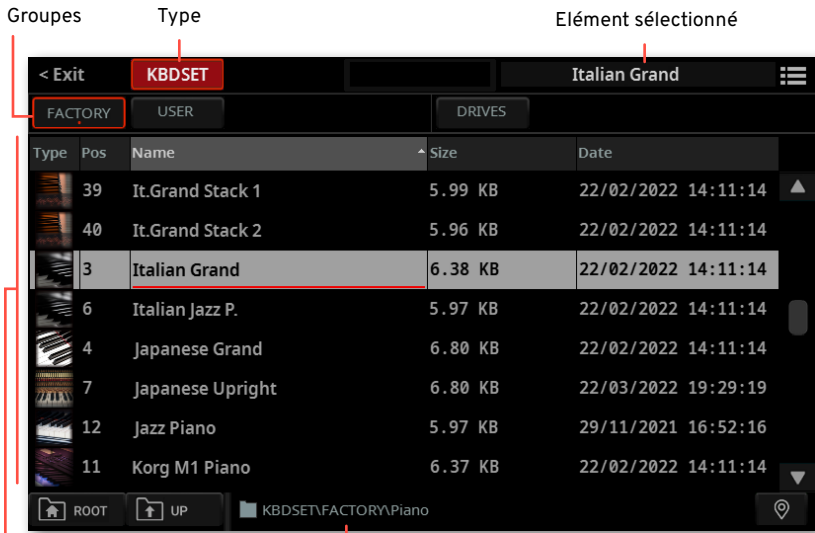 Groupes Type Elément sélectionné
< Exit KBDSET Italian Grand
FACTORY USER DRIVES
Type Pos Name Size Date
39 It.Grand Stack 1 5.99 KB 22/02/2022 14:11:14
40 It.Grand Stack 2 5.96 KB 22/02/2022 14:11:14
3 Italian Grand 6.38 KB 22/02/2022 14:11:14
6 Italian Jazz P. 5.97 KB 22/02/2022 14:11:14
4 Japanese Grand 6.80 KB 22/02/2022 14:11:14
7 Japanese Upright 6.80 KB 22/03/2022 19:29:19
12 Jazz Piano 5.97 KB 29/11/2021 16:52:16
11 Korg M1 Piano 6.37 KB 22/02/2022 14:11:14
ROOT UP KBDSET\FACTORY\Piano